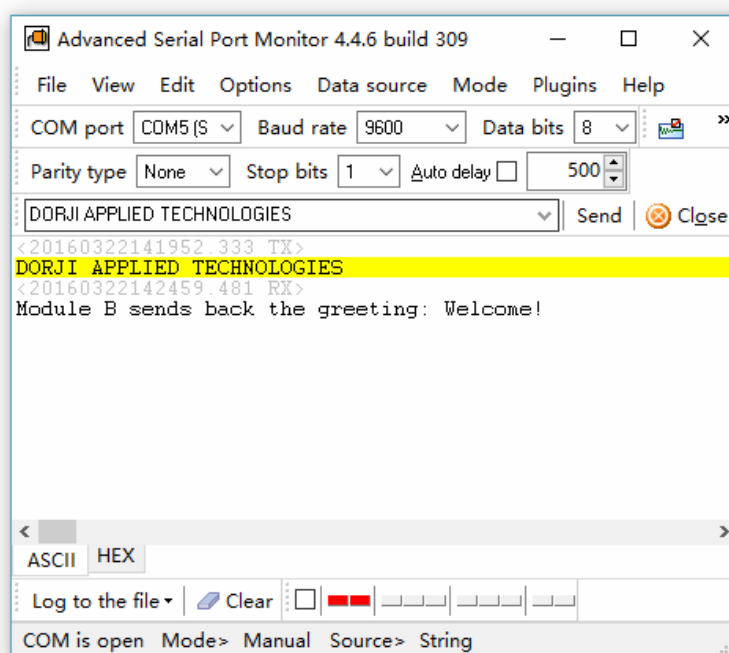 Advanced Serial Port Monitor 4.4.6 build 309
File View Edit Options Data source Mode Plugins Help
COM port COM5 (S Baud rate 9600 Data bits 8
Parity type None Stop bits 1 Auto delay 500
DORJI APPLIED TECHNOLOGIES Send Close
<20160322141952.333 TX>
DORJI APPLIED TECHNOLOGIES
<20160322142459.481 RX>
Module B sends back the greeting: Welcome!
ASCII HEX
Log to the file Clear
COM is open Mode> Manual Source> String